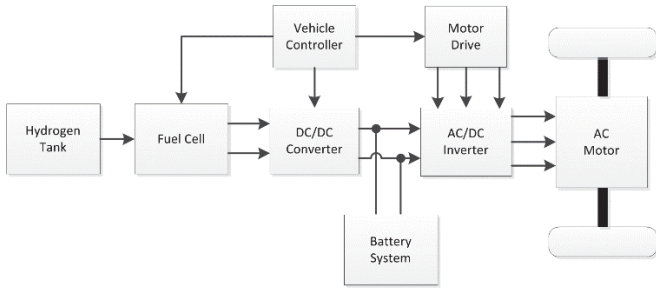 Vehicle
Controller
Motor
Drive
Hydrogen
Tank
Fuel Cell
DC/DC
Converter
AC/DC
Inverter
AC
Motor
Battery
System